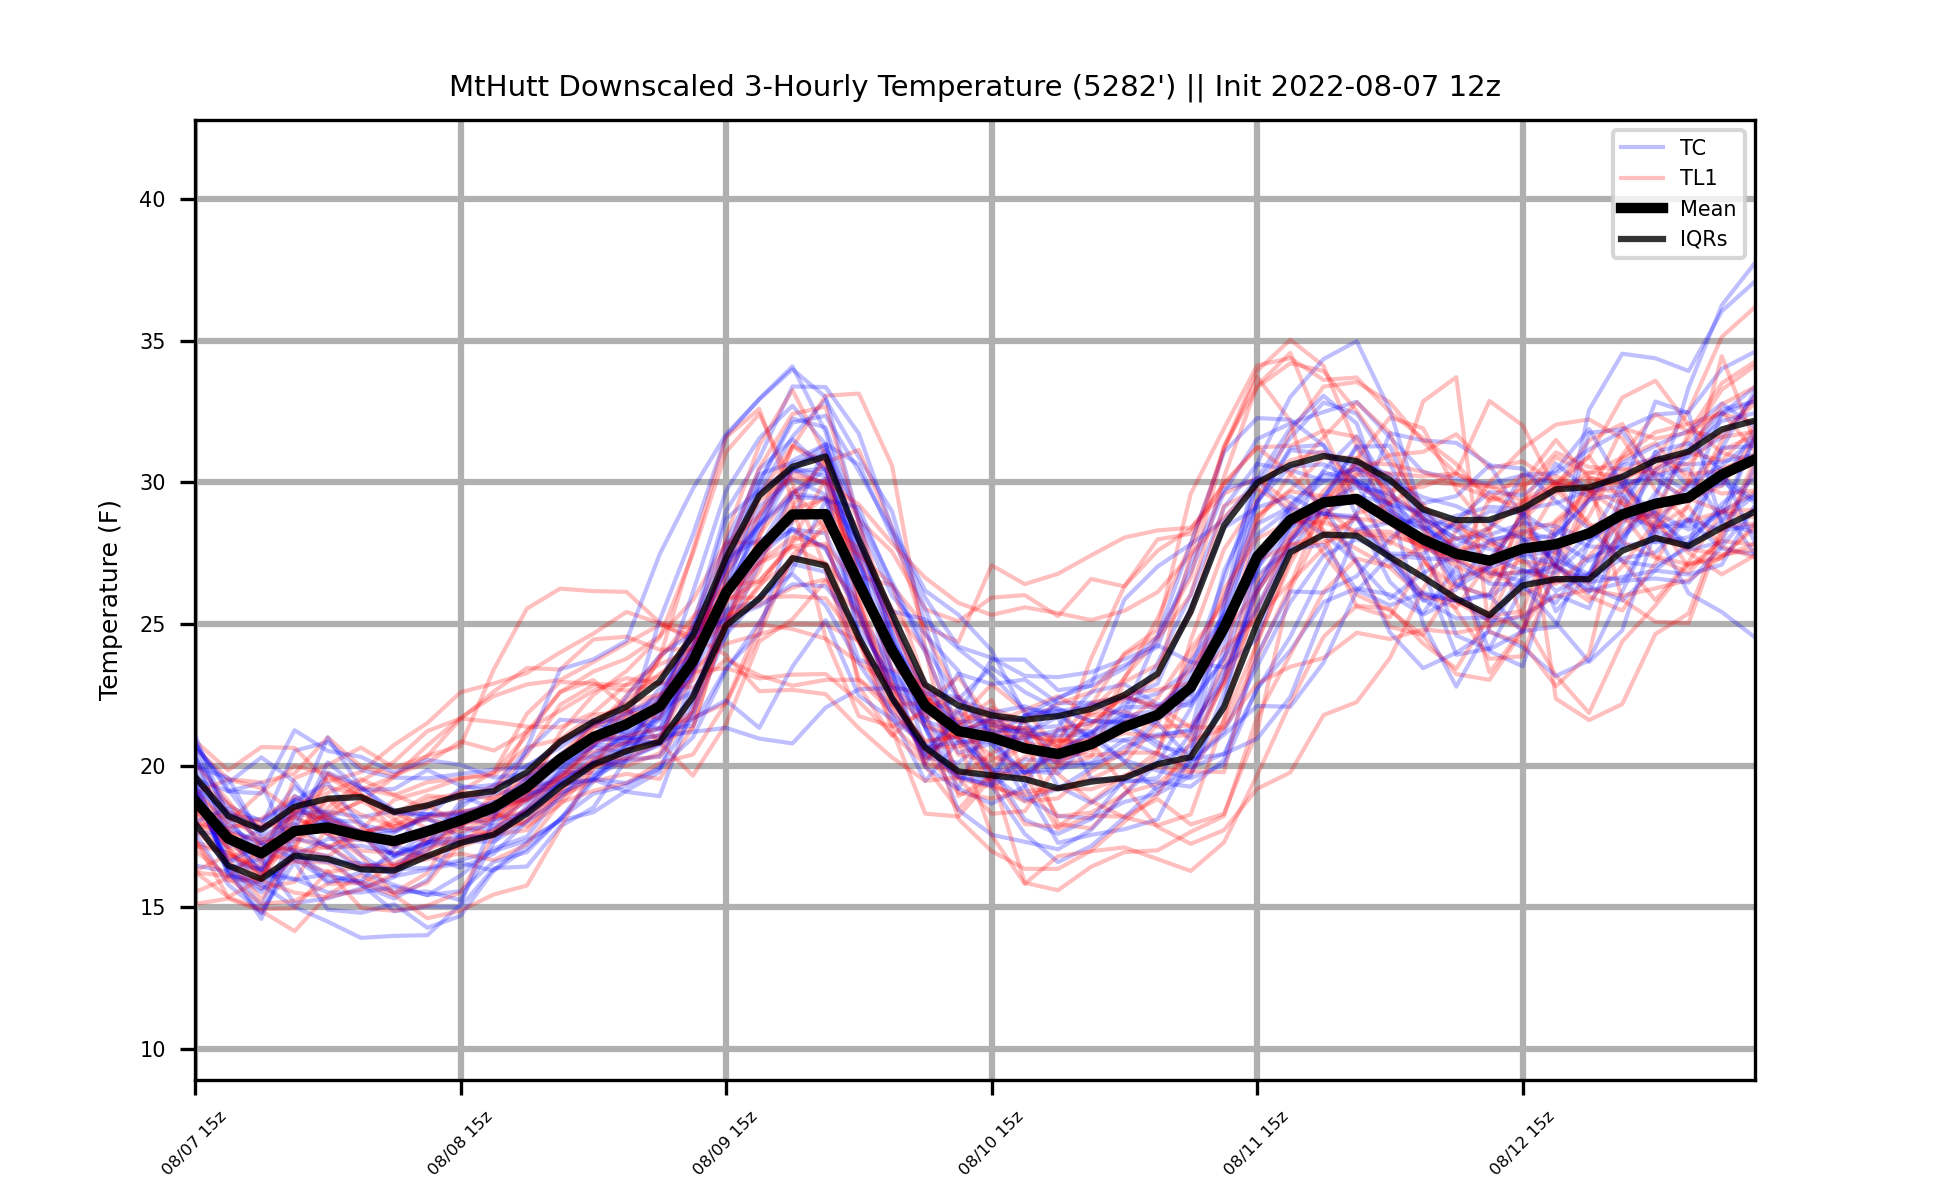 MtHutt Downscaled 3-Hourly Temperature (5282') || Init 2022-08-07 12z
TC
TL1
Mean
IQRs
Temperature (F)
40
35
30
25
20
15
10
08/07 15z
08/08 15z
08/09 15z
08/10 15z
08/11 15z
08/12 15z